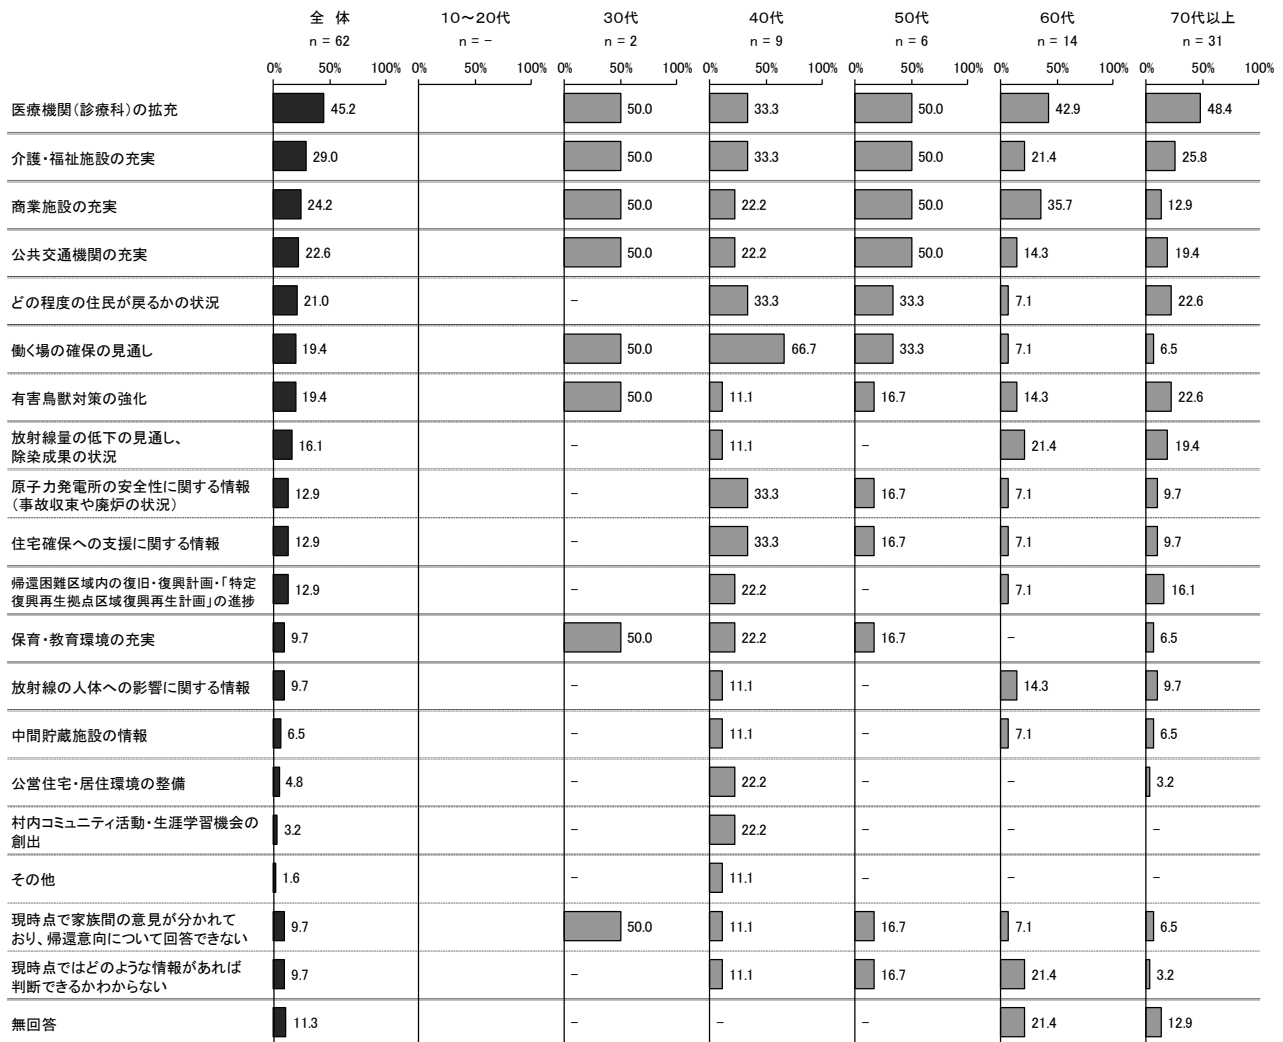 全 体 10～20代 30代 40代 50代 60代 70代以上
n = 62 n = － n = 2 n = 9 n = 6 n = 14 n = 31
0% 50% 100% 0% 50% 100% 0% 50% 100% 0% 50% 100% 0% 50% 100% 0% 50% 100% 0% 50% 100%
医療機関（診療科）の拡充 45.2 50.0 33.3 50.0 42.9 48.4
介護・福祉施設の充実 29.0 50.0 33.3 50.0 21.4 25.8
商業施設の充実 24.2 50.0 22.2 50.0 35.7 12.9
公共交通機関の充実 22.6 50.0 22.2 50.0 14.3 19.4
どの程度の住民が戻るかの状況 21.0 － 33.3 33.3 7.1 22.6
働く場の確保の見通し 19.4 50.0 66.7 33.3 7.1 6.5
有害鳥獣対策の強化 19.4 50.0 11.1 16.7 14.3 22.6
放射線量の低下の見通し、
除染成果の状況 16.1 － 11.1 － 21.4 19.4
原子力発電所の安全性に関する情報
（事故収束や廃炉の状況） 12.9 － 33.3 16.7 7.1 9.7
住宅確保への支援に関する情報 12.9 － 33.3 16.7 7.1 9.7
帰還困難区域内の復旧・復興計画・「特定
復興再生拠点区域復興再生計画」の進捗 12.9 － 22.2 － 7.1 16.1
保育・教育環境の充実 9.7 50.0 22.2 16.7 － 6.5
放射線の人体への影響に関する情報 9.7 － 11.1 － 14.3 9.7
中間貯蔵施設の情報 6.5 － 11.1 － 7.1 6.5
公営住宅・居住環境の整備 4.8 － 22.2 － － 3.2
村内コミュニティ活動・生涯学習機会の
創出 3.2 － 22.2 － － －
その他 1.6 － 11.1 － － －
現時点で家族間の意見が分かれて
おり、帰還意向について回答できない 9.7 50.0 11.1 16.7 7.1 6.5
現時点ではどのような情報があれば
判断できるかわからない 9.7 － 11.1 16.7 21.4 3.2
無回答 11.3 － － － 21.4 12.9